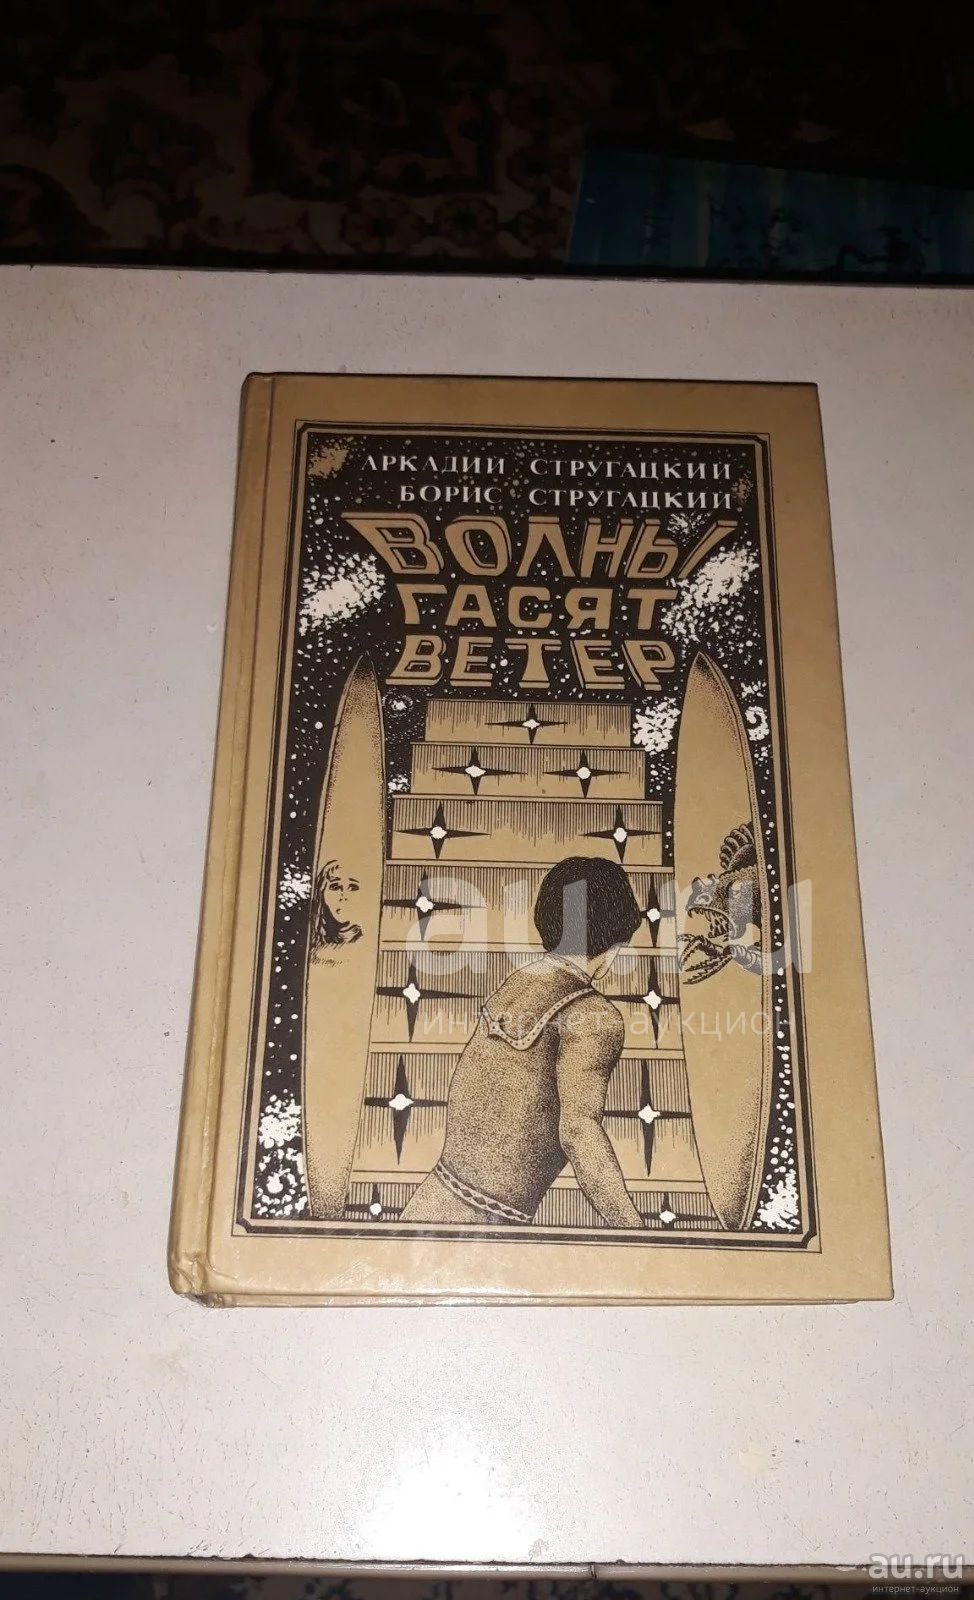 АРКАДИЙ СТРУГАЦКИЙ
БОРИС СТРУГАЦКИЙ
ВОЛНЫ
ГАСЯТ
ВЕТЕР
au.ru
интернет-аукцион
au.ru
интернет-аукцион